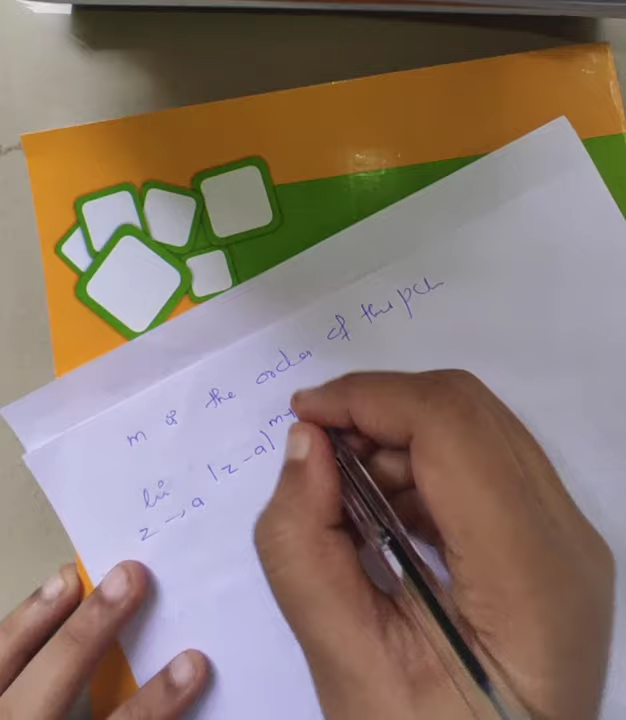 m is the order of the pole
lim (z-a)^m+
z→a